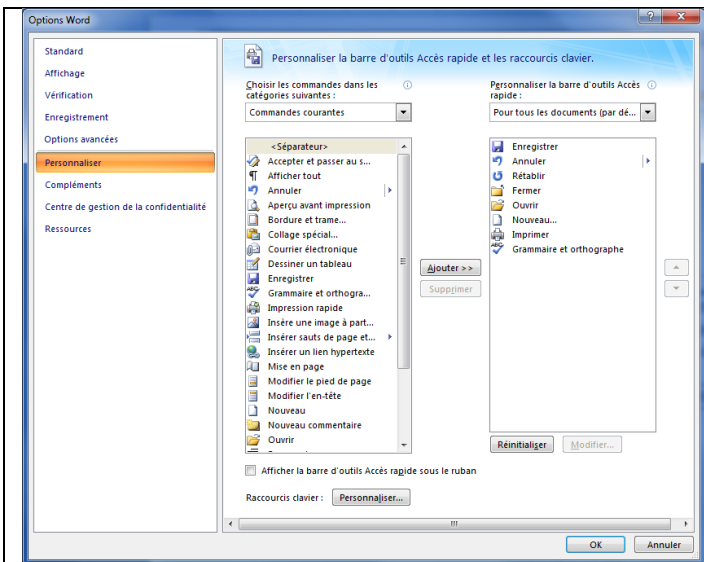 Options Word
Standard
Affichage
Vérification
Enregistrement
Options avancées
Personnaliser
Compléments
Centre de gestion de la confidentialité
Ressources
Personnaliser la barre d'outils Accès rapide et les raccourcis clavier.
Choisir les commandes dans les
catégories suivantes :
Commandes courantes
<Séparateur>
Accepter et passer au s...
Afficher tout
Annuler
Aperçu avant impression
Bordure et trame...
Collage spécial...
Courrier électronique
Dessiner un tableau
Enregistrer
Grammaire et orthogra...
Impression rapide
Insère une image à part...
Insérer sauts de page et...
Insérer un lien hypertexte
Mise en page
Modifier le pied de page
Modifier l'en-tête
Nouveau
Nouveau commentaire
Ouvrir
Ajouter >>
Supprimer
Personnaliser la barre d'outils Accès
rapide :
Pour tous les documents (par dé...
Enregistrer
Annuler
Rétablir
Fermer
Ouvrir
Nouveau...
Imprimer
Grammaire et orthographe
Réinitialiser
Modifier...
Afficher la barre d'outils Accès rapide sous le ruban
Raccourcis clavier :
Personnaliser...
OK
Annuler